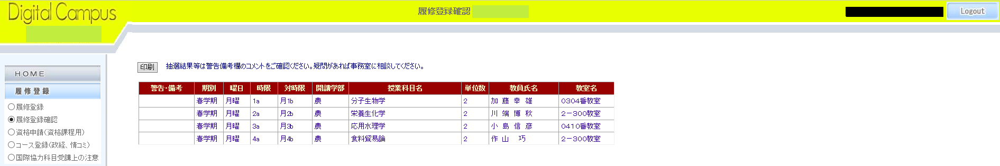 Digital Campus
履修登録確認
Logout
HOME
履修登録
履修登録
履修登録確認
資格申請(資格課程用)
コース登録(政経、情コミ)
国際協力科目受講上の注意
印刷 抽選結果等は警告備考欄のコメントをご確認ください。疑問があれば事務室に相談してください。
警告・備考 期別 曜日 時限 対時限 開講学部 授業科目名 単位数 教員氏名 教室名
春学期 月曜 1a 月1b 農 分子生物学 2 加藤幸雄 0304番教室
春学期 月曜 2a 月2b 農 栄養生化学 2 川端博秋 2－300教室
春学期 月曜 3a 月3b 農 応用水理学 2 小島信彦 0410番教室
春学期 月曜 4a 月4b 農 食料貿易論 2 作山 巧 2－300教室